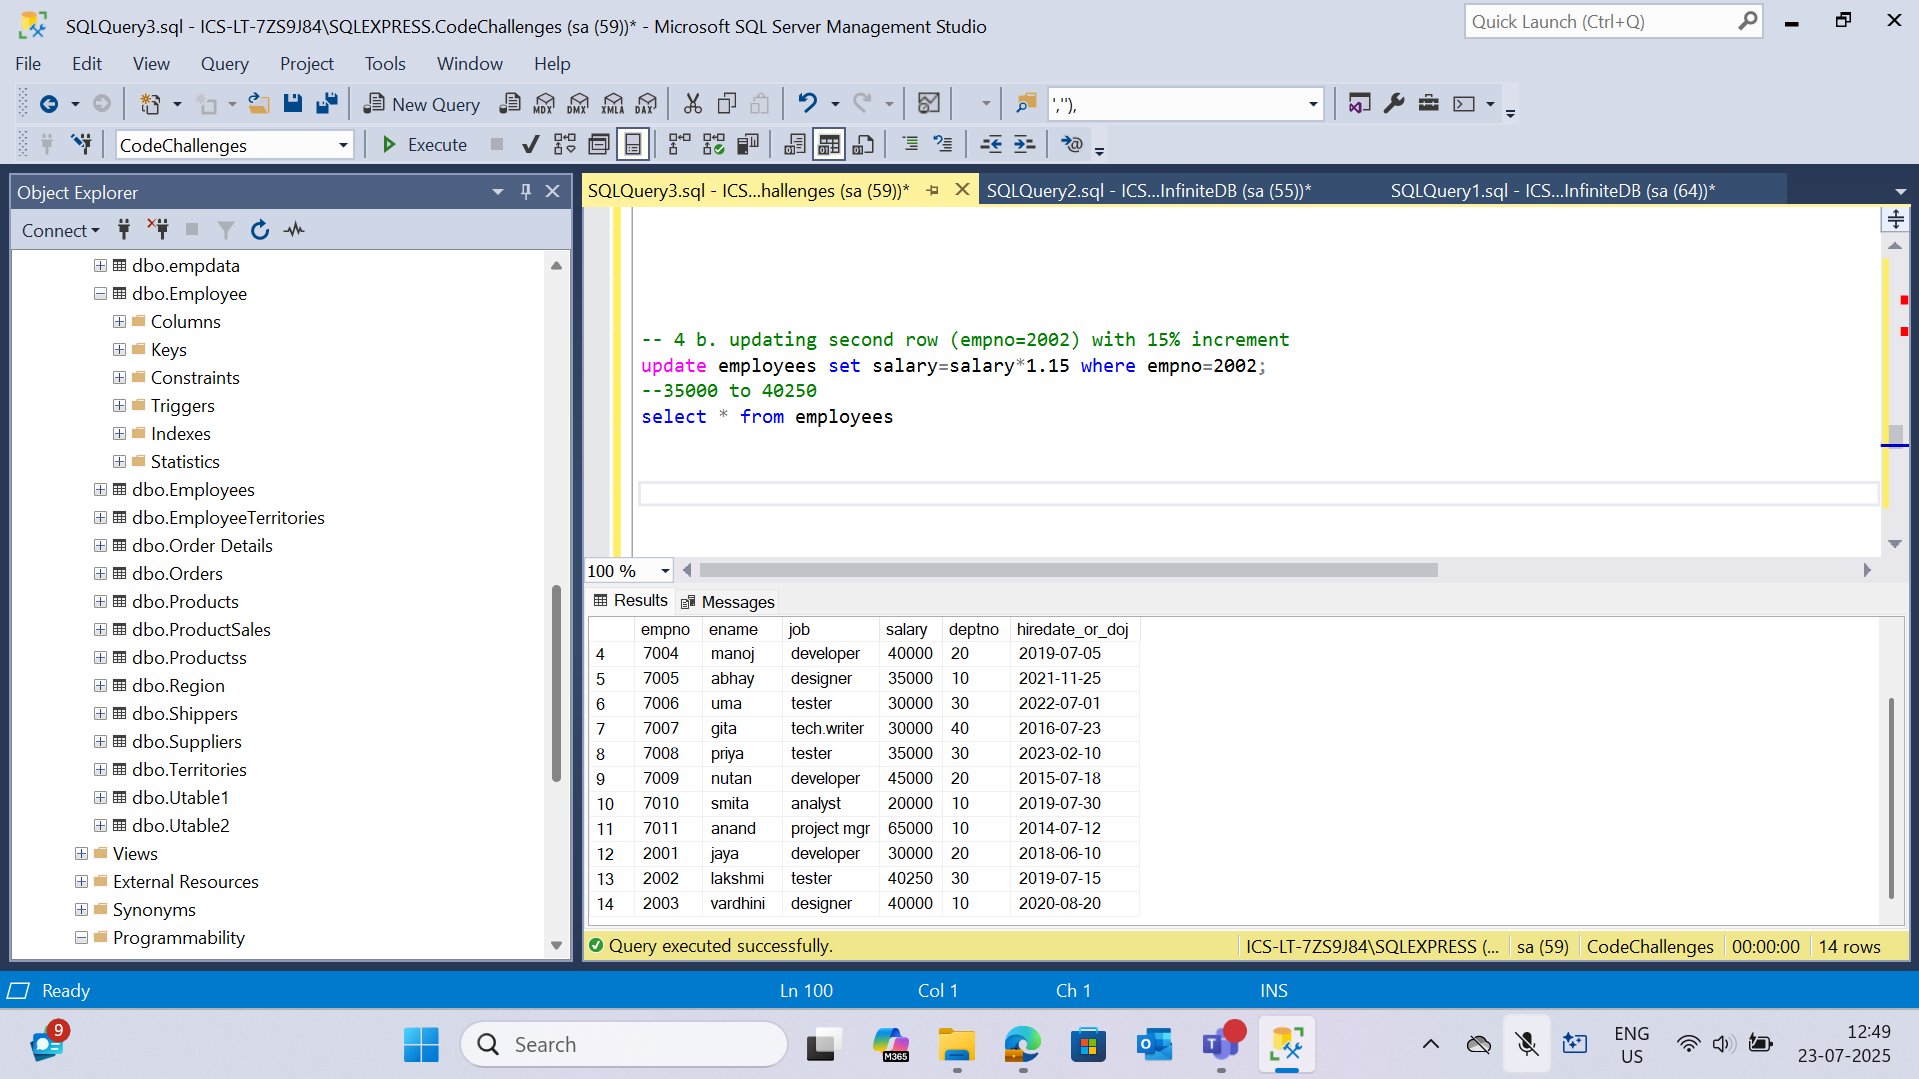 SQLQuery3.sql - ICS-LT-7ZS9J84\SQLEXPRESS.CodeChallenges (sa (59))* - Microsoft SQL Server Management Studio
Quick Launch (Ctrl+Q)
File Edit View Query Project Tools Window Help
New Query MDX DMX XMLA DAX ',''),
CodeChallenges Execute
Object Explorer
Connect
dbo.empdata
dbo.Employee
Columns
Keys
Constraints
Triggers
Indexes
Statistics
dbo.Employees
dbo.EmployeeTerritories
dbo.Order Details
dbo.Orders
dbo.Products
dbo.ProductSales
dbo.Productss
dbo.Region
dbo.Shippers
dbo.Suppliers
dbo.Territories
dbo.Utable1
dbo.Utable2
Views
External Resources
Synonyms
Programmability
SQLQuery3.sql - ICS...hallenges (sa (59))* SQLQuery2.sql - ICS...InfiniteDB (sa (55))* SQLQuery1.sql - ICS...InfiniteDB (sa (64))*
-- 4 b. updating second row (empno=2002) with 15% increment
update employees set salary=salary*1.15 where empno=2002;
--35000 to 40250
select * from employees
100 %
Results Messages
empno ename job salary deptno hiredate_or_doj
4 7004 manoj developer 40000 20 2019-07-05
5 7005 abhay designer 35000 10 2021-11-25
6 7006 uma tester 30000 30 2022-07-01
7 7007 gita tech.writer 30000 40 2016-07-23
8 7008 priya tester 35000 30 2023-02-10
9 7009 nutan developer 45000 20 2015-07-18
10 7010 smita analyst 20000 10 2019-07-30
11 7011 anand project mgr 65000 10 2014-07-12
12 2001 jaya developer 30000 20 2018-06-10
13 2002 lakshmi tester 40250 30 2019-07-15
14 2003 vardhini designer 40000 10 2020-08-20
Query executed successfully. ICS-LT-7ZS9J84\SQLEXPRESS (... sa (59) CodeChallenges 00:00:00 14 rows
Ready Ln 100 Col 1 Ch 1 INS
9 Search M365 ENG US 12:49
23-07-2025